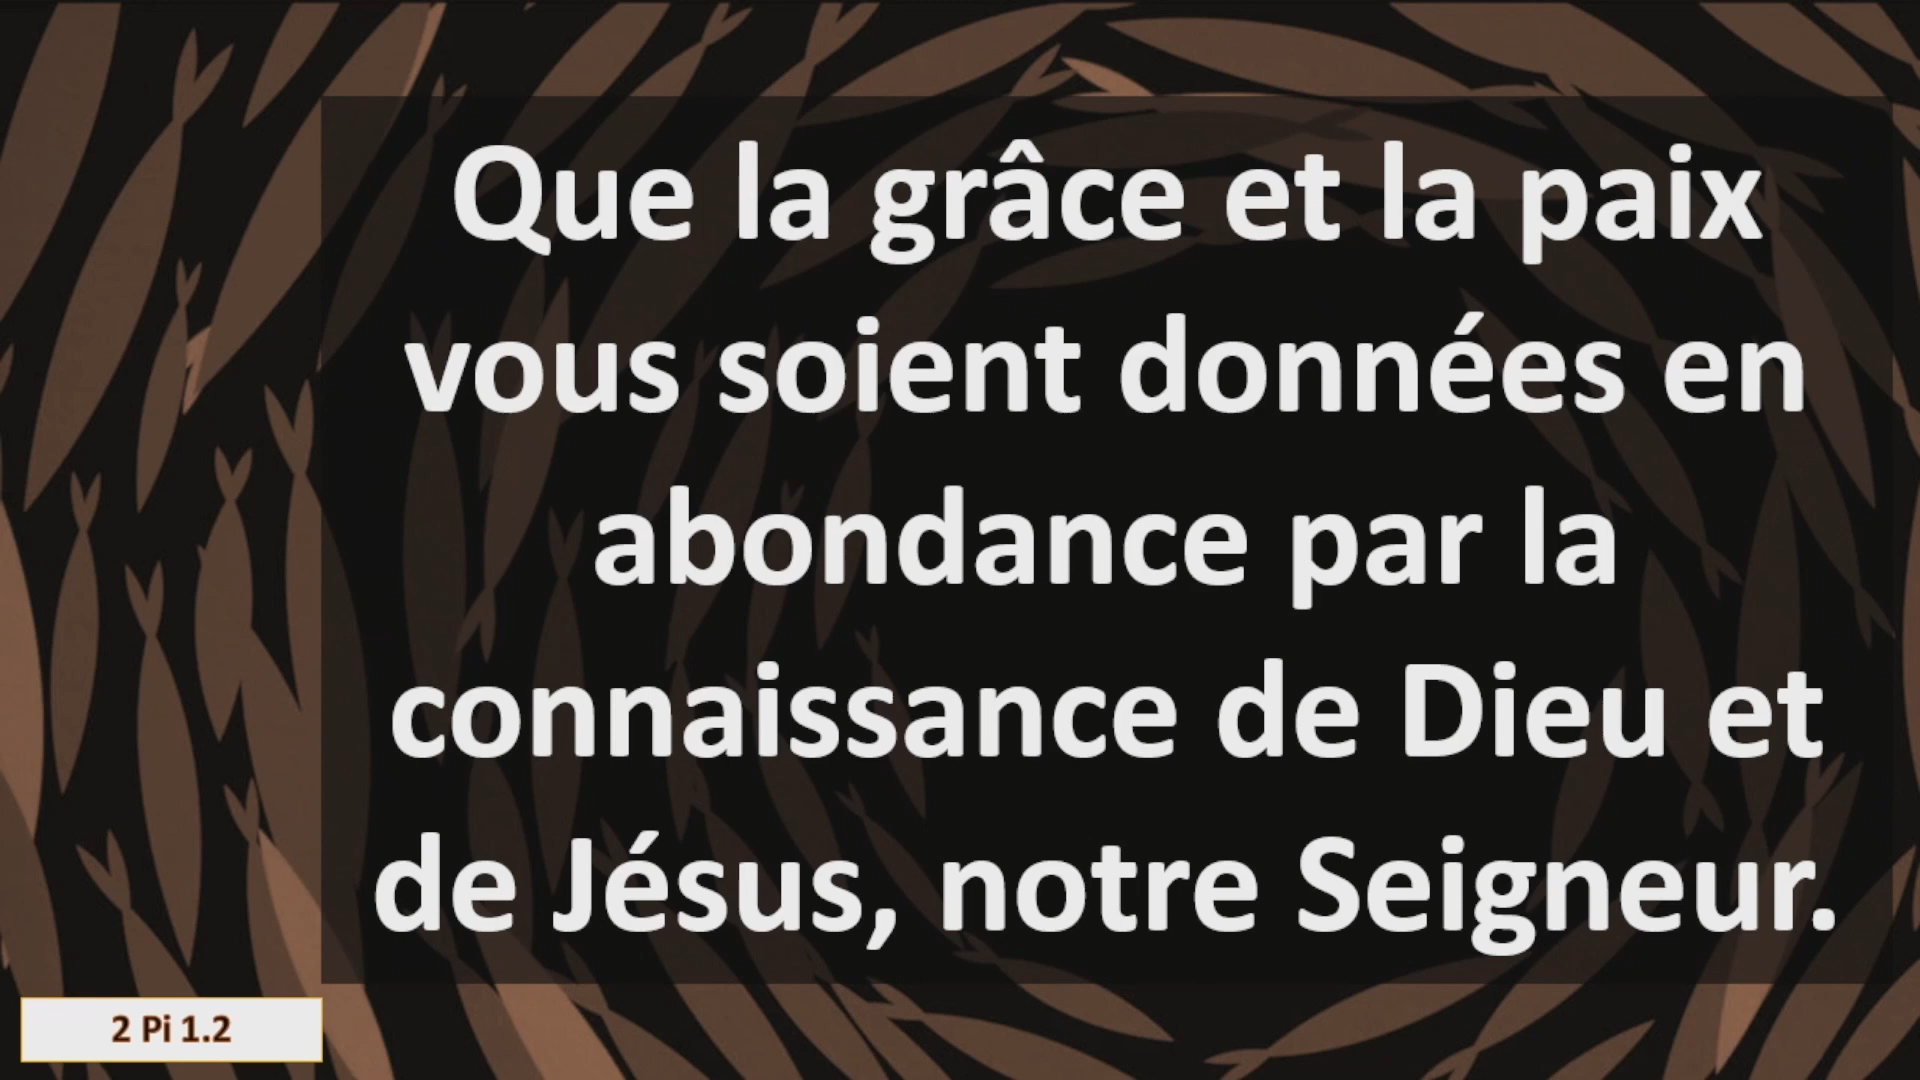 Que la grâce et la paix
vous soient données en
abondance par la
connaissance de Dieu et
de Jésus, notre Seigneur.
2 Pi 1.2